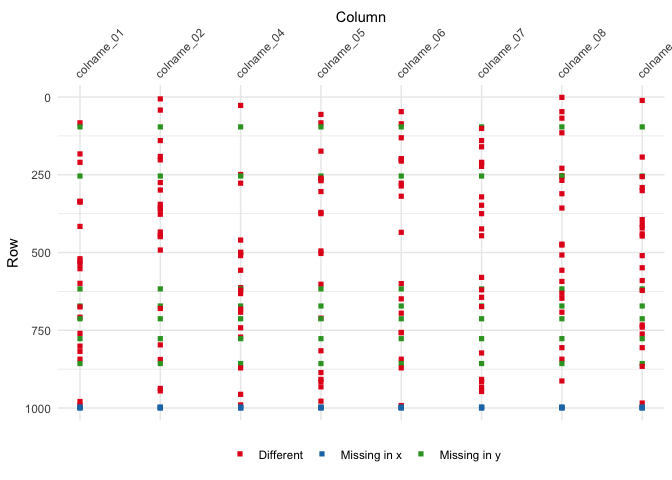 Column
colname_01 colname_02 colname_04 colname_05 colname_06 colname_07 colname_08 colname
0
250
500
750
1000
Row
Different Missing in x Missing in y